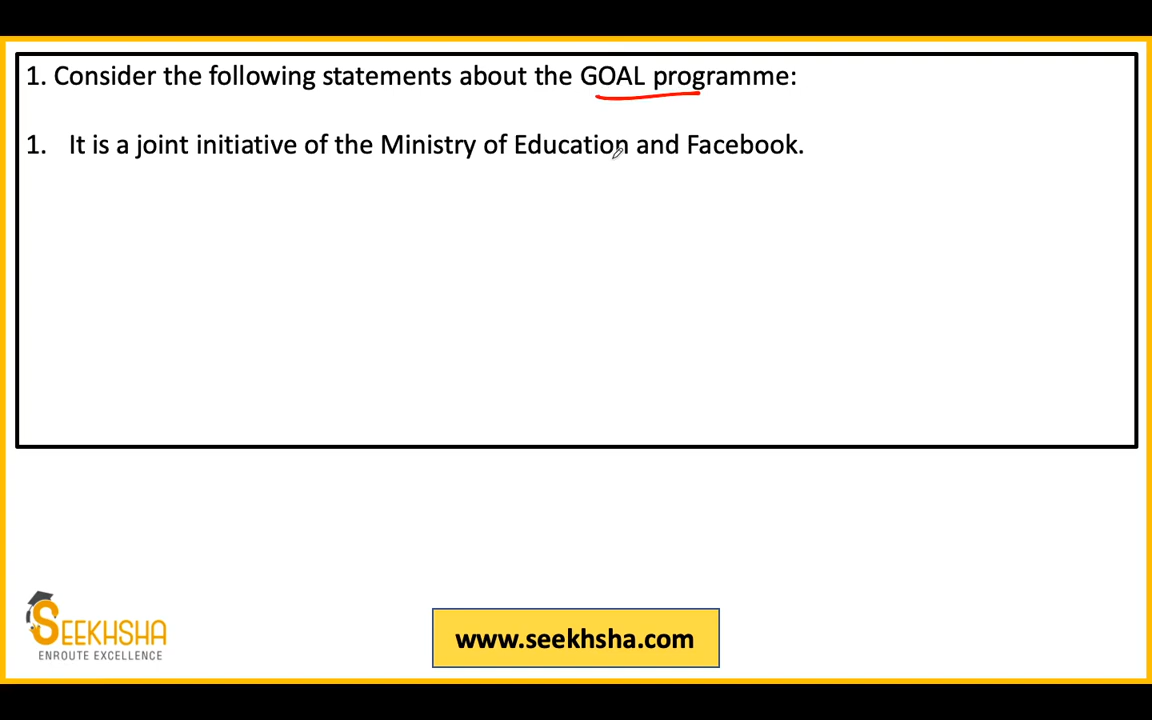 1. Consider the following statements about the GOAL programme:
1. It is a joint initiative of the Ministry of Education and Facebook.
SEEKHSHA
ENROUTE EXCELLENCE
www.seekhsha.com